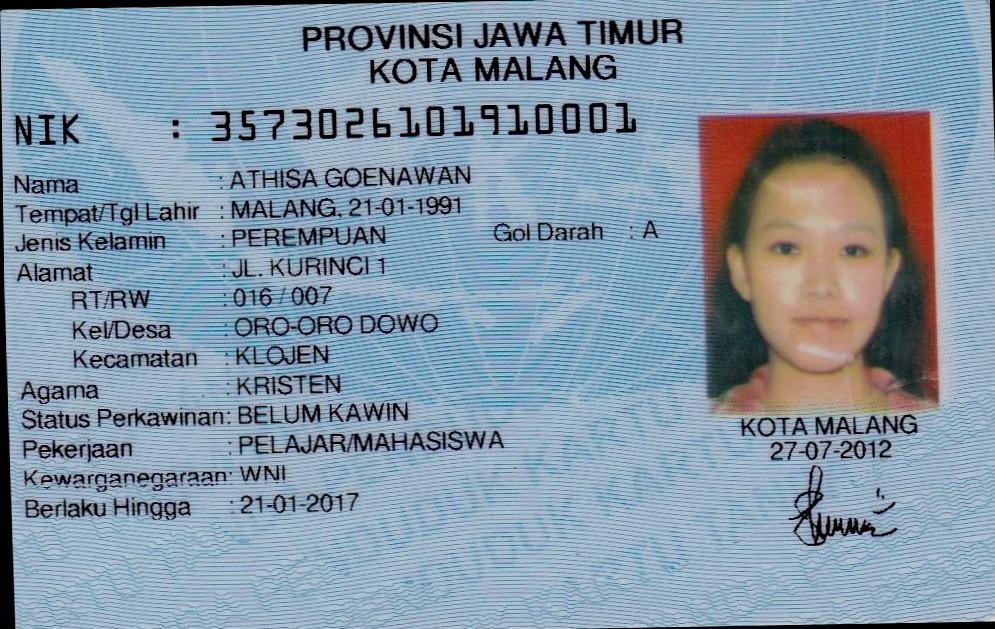 PROVINSI JAWA TIMUR
KOTA MALANG
NIK : 3573026101910001
Nama : ATHISA GOENAWAN
Tempat/Tgl Lahir : MALANG, 21-01-1991
Jenis Kelamin : PEREMPUAN Gol Darah : A
Alamat : JL. KURINCI 1
RT/RW : 016 / 007
Kel/Desa : ORO-ORO DOWO
Kecamatan : KLOJEN
Agama : KRISTEN
Status Perkawinan: BELUM KAWIN
Pekerjaan : PELAJAR/MAHASISWA
Kewarganegaraan: WNI
Berlaku Hingga : 21-01-2017
KOTA MALANG
27-07-2012